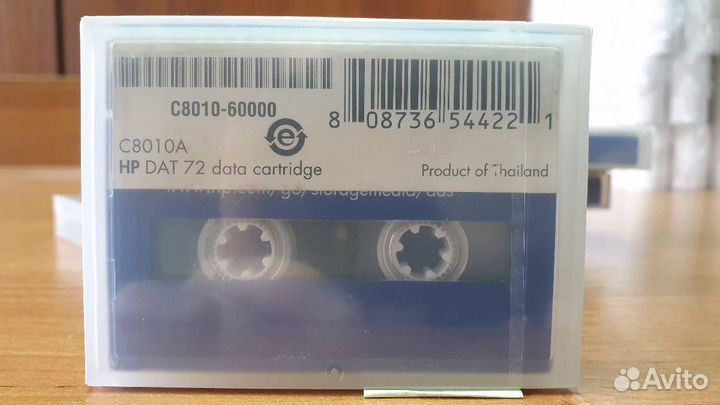 C8010-60000
8 08736 54422 1
C8010A
HP DAT 72 data cartridge
Product of Thailand
e
Avito